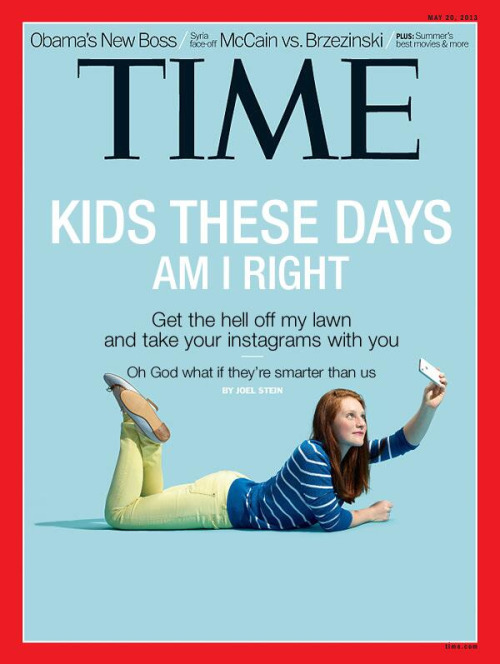 MAY 20, 2013
Obama's New Boss / Syria face-off McCain vs. Brzezinski / PLUS: Summer's best movies & more
TIME
KIDS THESE DAYS
AM I RIGHT
Get the hell off my lawn
and take your instagrams with you
Oh God what if they're smarter than us
BY JOEL STEIN
time.com